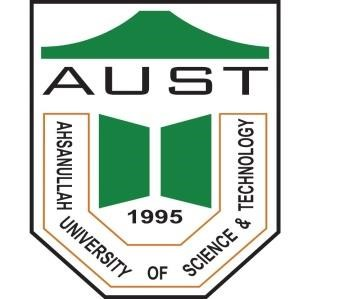 AUST
1995
AHSANULLAH UNIVERSITY OF SCIENCE & TECHNOLOGY